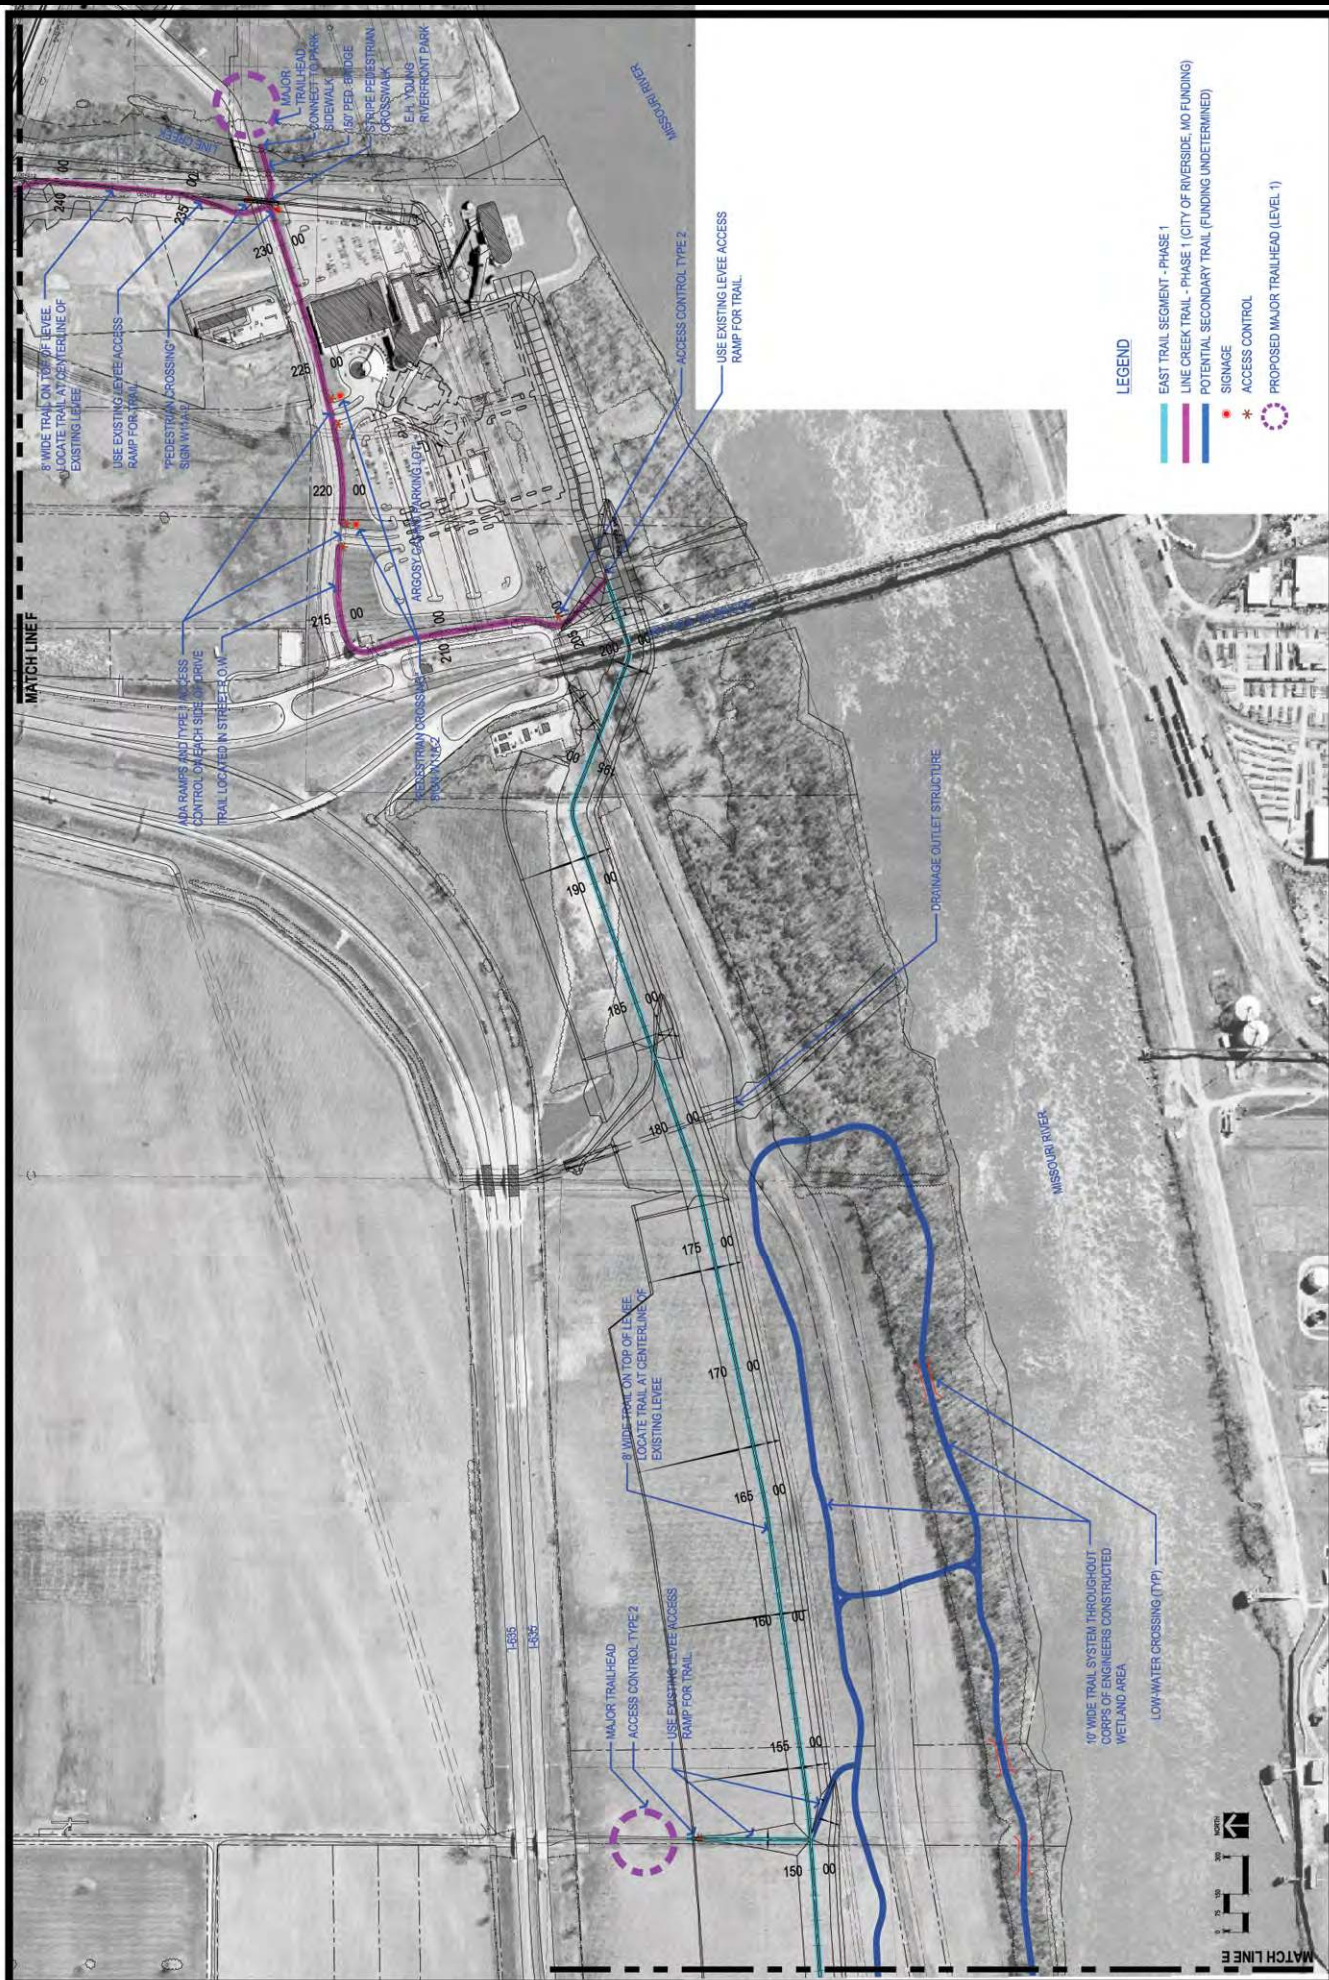 MATCH LINE F
8' WIDE TRAIL ON TOP OF LEVEE.
LOCATE TRAIL AT CENTERLINE OF
EXISTING LEVEE
USE EXISTING LEVEE ACCESS
RAMP FOR TRAIL
"PEDESTRIAN CROSSING"
LINE CREEK
MAJOR
TRAILHEAD
CONNECT TO PARK
SIDEWALK
150' PED. BRIDGE
STRIPE PEDESTRIAN
CROSSWALK
E.H. YOUNG
RIVERFRONT PARK
MISSOURI RIVER
240
00
235
00
230
00
225
00
220
00
215
00
210
00
205
00
200
00
195
00
190
00
185
00
180
00
175
00
170
00
165
00
160
00
155
00
150
00
ADA RAMPS AND TYPE 1 ACCESS
CONTROL ON EACH SIDE OF DRIVE
TRAIL LOCATED IN STREET R.O.W.
ARGOSY CASINO PARKING LOT
PEDESTRIAN CROSSING
ACCESS CONTROL TYPE 2
USE EXISTING LEVEE ACCESS
RAMP FOR TRAIL.
DRAINAGE OUTLET STRUCTURE
8' WIDE TRAIL ON TOP OF LEVEE.
LOCATE TRAIL AT CENTERLINE OF
EXISTING LEVEE
I-635
I-635
MAJOR TRAILHEAD
ACCESS CONTROL TYPE 2
USE EXISTING LEVEE ACCESS
RAMP FOR TRAIL.
MISSOURI RIVER
10' WIDE TRAIL SYSTEM THROUGHOUT
CORPS OF ENGINEERS CONSTRUCTED
WETLAND AREA
LOW-WATER CROSSING (TYP)
LEGEND
EAST TRAIL SEGMENT - PHASE 1
LINE CREEK TRAIL - PHASE 1 (CITY OF RIVERSIDE, MO FUNDING)
POTENTIAL SECONDARY TRAIL (FUNDING UNDETERMINED)
SIGNAGE
ACCESS CONTROL
PROPOSED MAJOR TRAILHEAD (LEVEL 1)
0 75 150 300
NORTH
MATCH LINE E